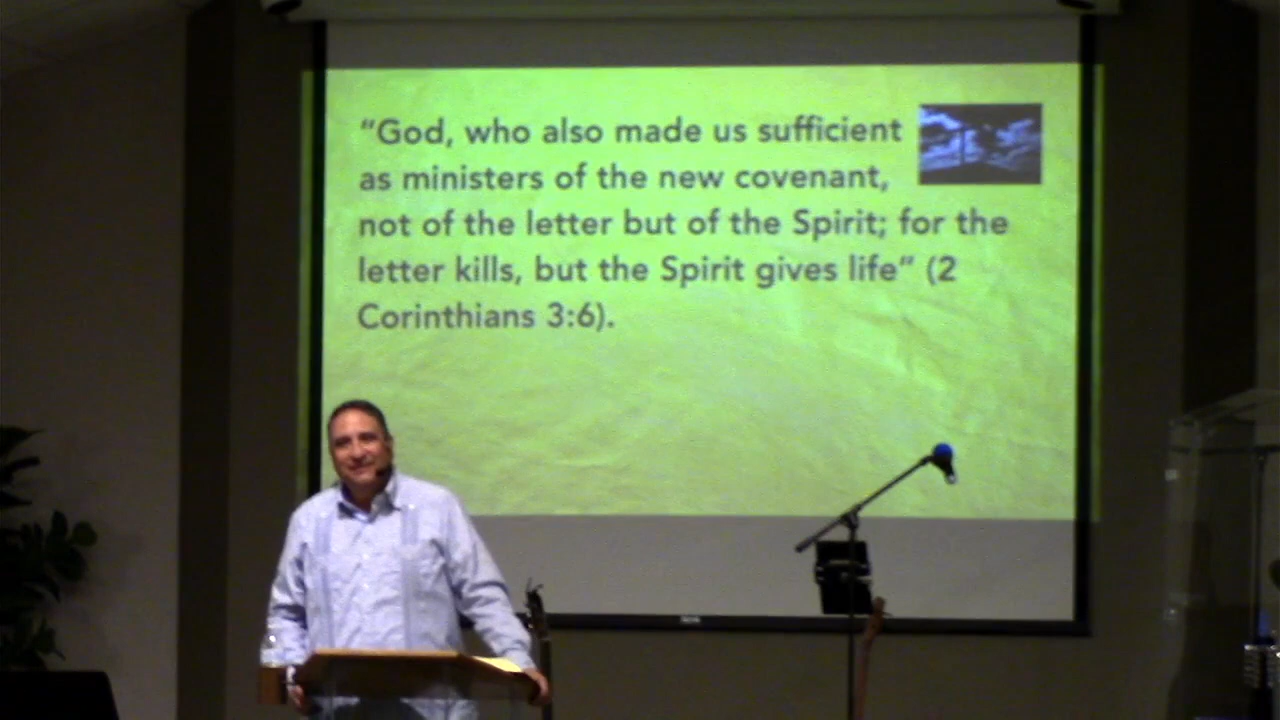 “God, who also made us sufficient
as ministers of the new covenant,
not of the letter but of the Spirit; for the
letter kills, but the Spirit gives life“ (2
Corinthians 3:6).